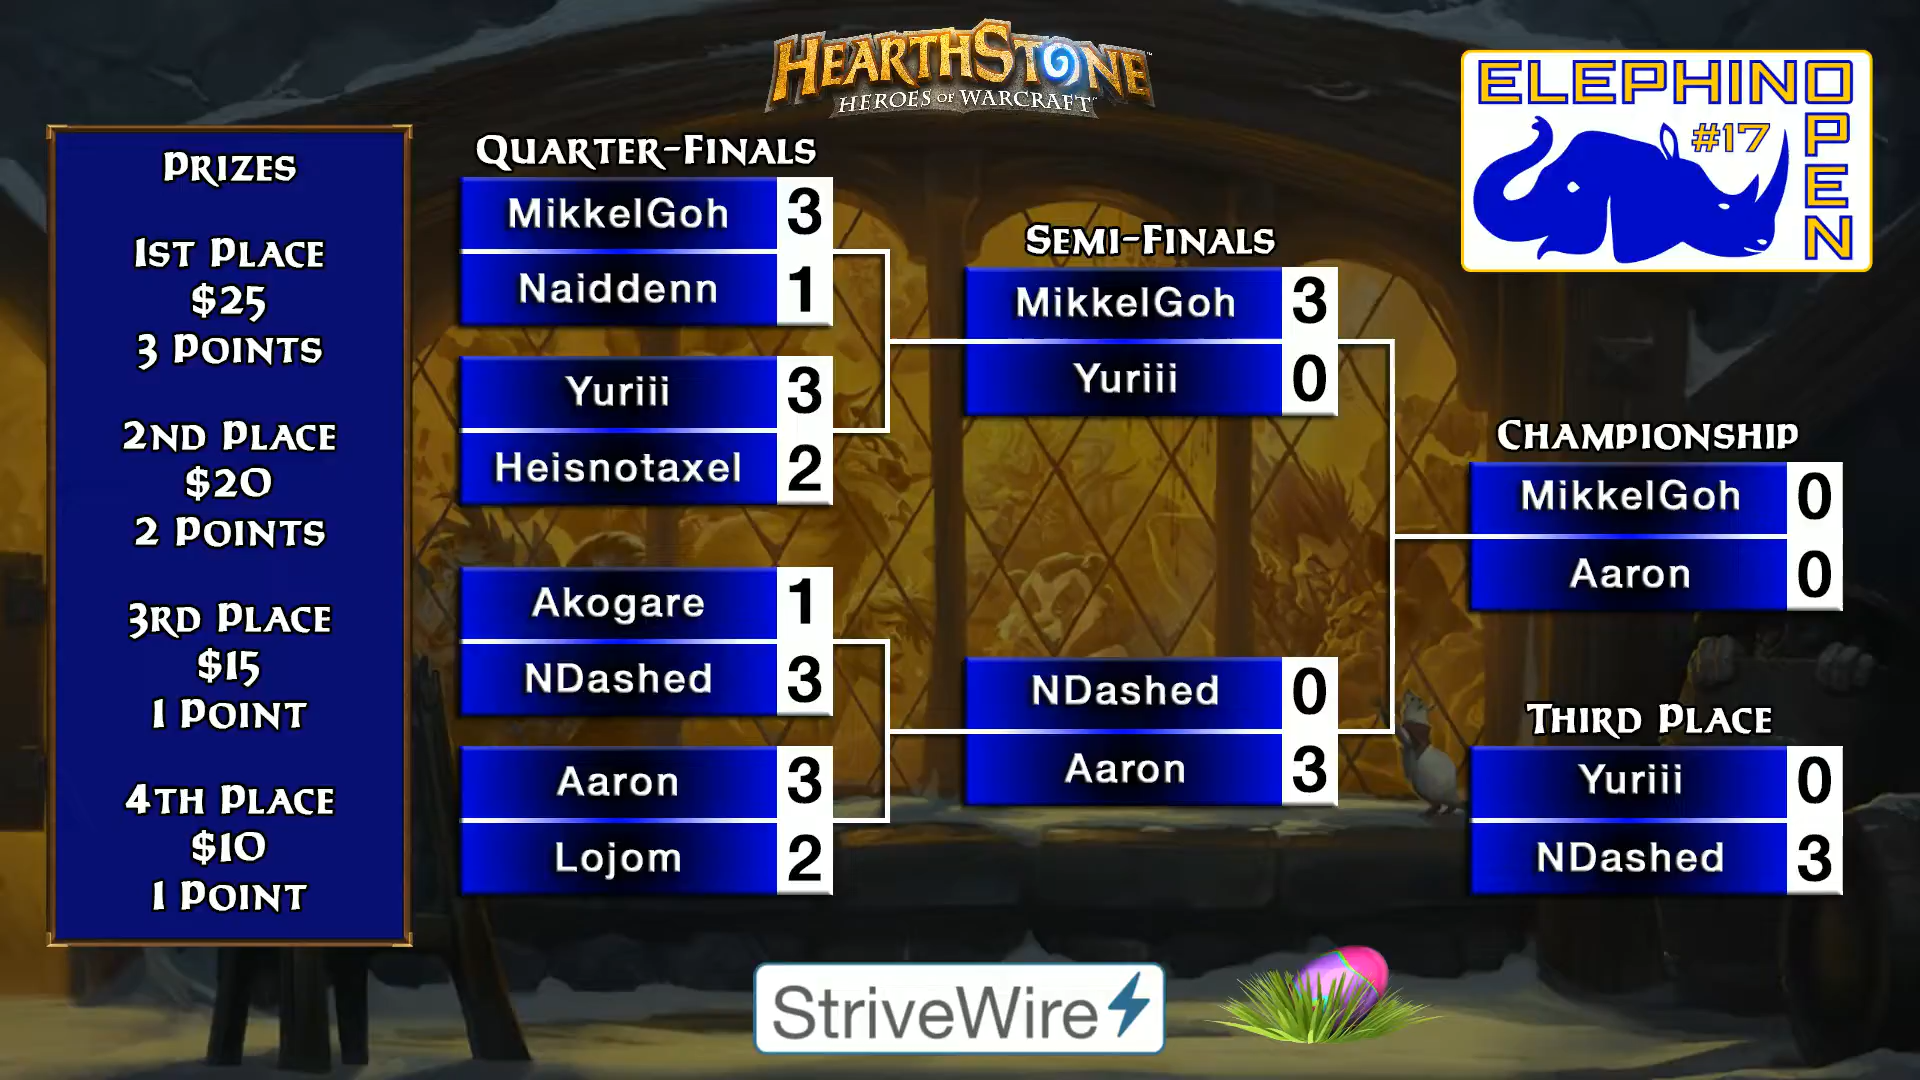 HEARTHSTONE
HEROES OF WARCRAFT
ELEPHINO
OPEN
#17
PRIZES
1ST PLACE
$25
3 POINTS
2ND PLACE
$20
2 POINTS
3RD PLACE
$15
1 POINT
4TH PLACE
$10
1 POINT
QUARTER-FINALS
MikkelGoh 3
Naiddenn 1
Yuriii 3
Heisnotaxel 2
Akogare 1
NDashed 3
Aaron 3
Lojom 2
SEMI-FINALS
MikkelGoh 3
Yuriii 0
NDashed 0
Aaron 3
CHAMPIONSHIP
MikkelGoh 0
Aaron 0
THIRD PLACE
Yuriii 0
NDashed 3
StriveWire